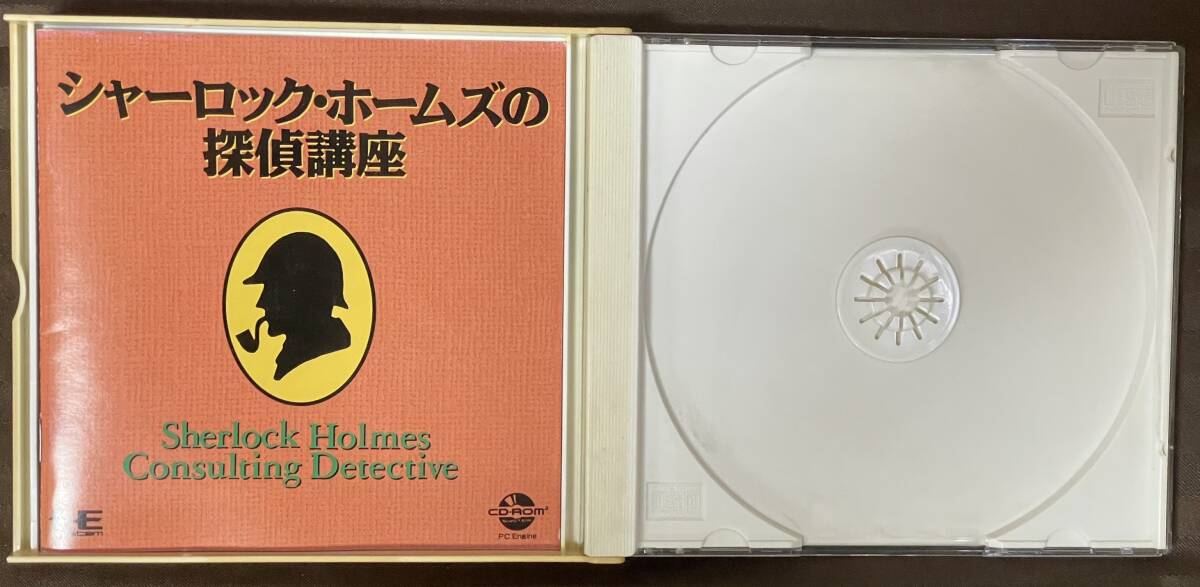 シャーロック・ホームズの
探偵講座
Sherlock Holmes
Consulting Detective
CD-ROM²
PC Engine